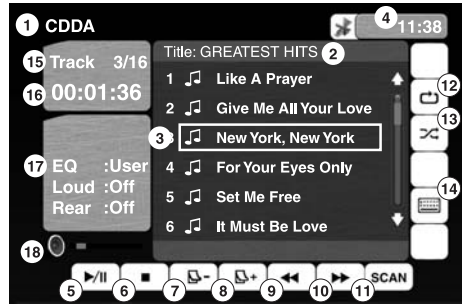 1 CDDA 4 11:38
Title: GREATEST HITS 2
15 Track 3/16
16 00:01:36
1 Like A Prayer
2 Give Me All Your Love
3 New York, New York
4 For Your Eyes Only
5 Set Me Free
6 It Must Be Love
12
13
14
17 EQ :User
Loud :Off
Rear :Off
18
- + SCAN
5 6 7 8 9 10 11